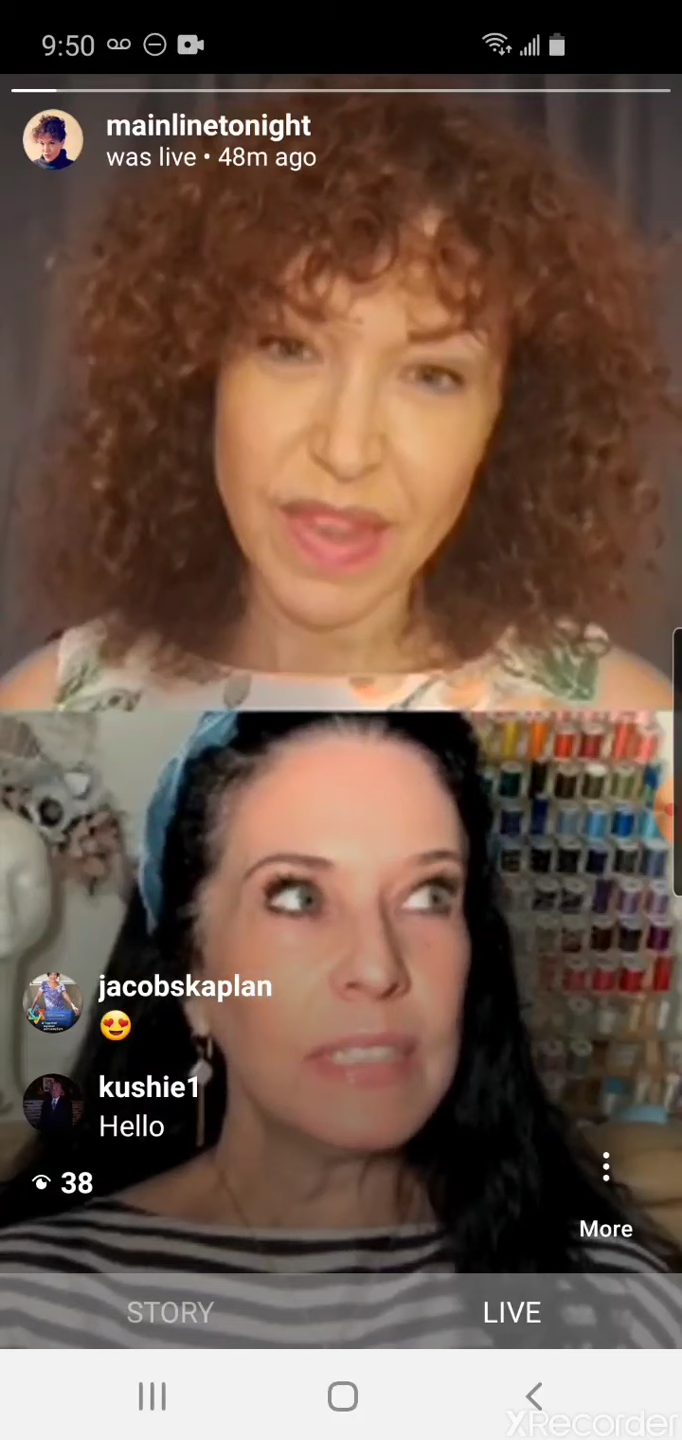 9:50
mainlinetonight
was live • 48m ago
jacobskaplan
😍
kushie1
Hello
38
More
STORY
LIVE
XRecorder